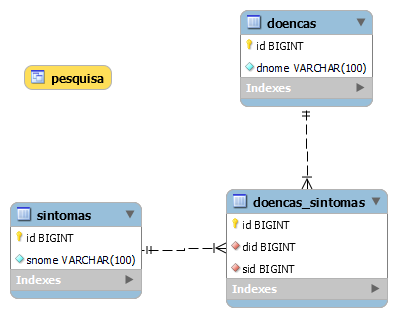 doencas
id BIGINT
dnome VARCHAR(100)
Indexes
pesquisa
sintomas
id BIGINT
snome VARCHAR(100)
Indexes
doencas_sintomas
id BIGINT
did BIGINT
sid BIGINT
Indexes